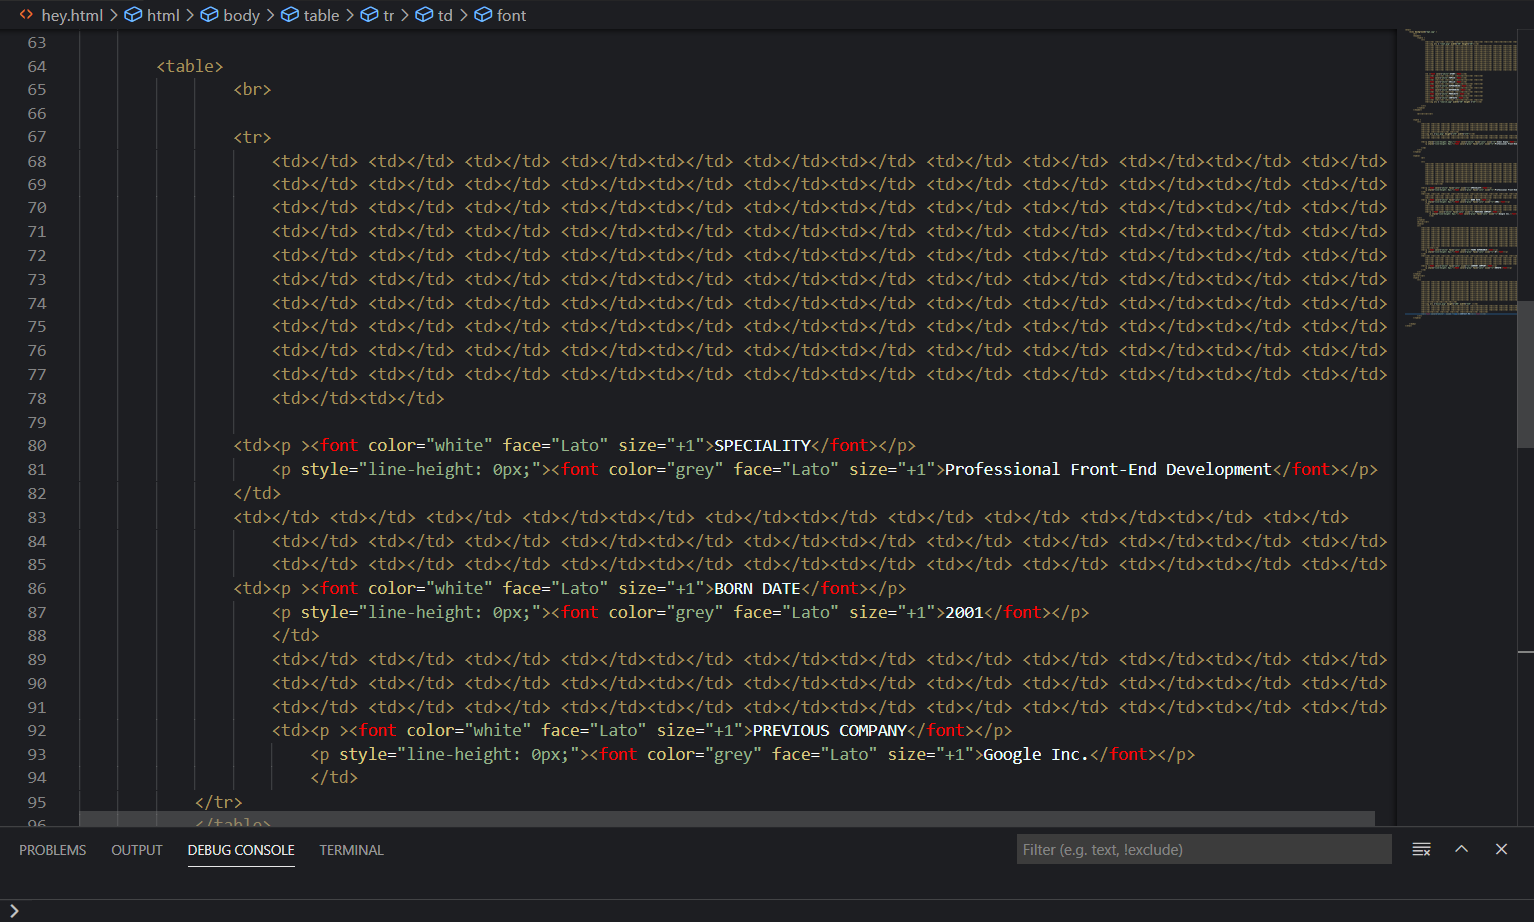 hey.html > html > body > table > tr > td > font
63
64 <table>
65 <br>
66
67 <tr>
68 <td></td> <td></td> <td></td> <td></td><td></td> <td></td><td></td> <td></td> <td></td> <td></td><td></td> <td></td>
69 <td></td> <td></td> <td></td> <td></td><td></td> <td></td><td></td> <td></td> <td></td> <td></td><td></td> <td></td>
70 <td></td> <td></td> <td></td> <td></td><td></td> <td></td><td></td> <td></td> <td></td> <td></td><td></td> <td></td>
71 <td></td> <td></td> <td></td> <td></td><td></td> <td></td><td></td> <td></td> <td></td> <td></td><td></td> <td></td>
72 <td></td> <td></td> <td></td> <td></td><td></td> <td></td><td></td> <td></td> <td></td> <td></td><td></td> <td></td>
73 <td></td> <td></td> <td></td> <td></td><td></td> <td></td><td></td> <td></td> <td></td> <td></td><td></td> <td></td>
74 <td></td> <td></td> <td></td> <td></td><td></td> <td></td><td></td> <td></td> <td></td> <td></td><td></td> <td></td>
75 <td></td> <td></td> <td></td> <td></td><td></td> <td></td><td></td> <td></td> <td></td> <td></td><td></td> <td></td>
76 <td></td> <td></td> <td></td> <td></td><td></td> <td></td><td></td> <td></td> <td></td> <td></td><td></td> <td></td>
77 <td></td> <td></td> <td></td> <td></td><td></td> <td></td><td></td> <td></td> <td></td> <td></td><td></td> <td></td>
78 <td></td><td></td>
79
80 <td><p ><font color="white" face="Lato" size="+1">SPECIALITY</font></p>
81 <p style="line-height: 0px;"><font color="grey" face="Lato" size="+1">Professional Front-End Development</font></p>
82 </td>
83 <td></td> <td></td> <td></td> <td></td><td></td> <td></td><td></td> <td></td> <td></td> <td></td><td></td> <td></td>
84 <td></td> <td></td> <td></td> <td></td><td></td> <td></td><td></td> <td></td> <td></td> <td></td><td></td> <td></td>
85 <td></td> <td></td> <td></td> <td></td><td></td> <td></td><td></td> <td></td> <td></td> <td></td><td></td> <td></td>
86 <td><p ><font color="white" face="Lato" size="+1">BORN DATE</font></p>
87 <p style="line-height: 0px;"><font color="grey" face="Lato" size="+1">2001</font></p>
88 </td>
89 <td></td> <td></td> <td></td> <td></td><td></td> <td></td><td></td> <td></td> <td></td> <td></td><td></td> <td></td>
90 <td></td> <td></td> <td></td> <td></td><td></td> <td></td><td></td> <td></td> <td></td> <td></td><td></td> <td></td>
91 <td></td> <td></td> <td></td> <td></td><td></td> <td></td><td></td> <td></td> <td></td> <td></td><td></td> <td></td>
92 <td><p ><font color="white" face="Lato" size="+1">PREVIOUS COMPANY</font></p>
93 <p style="line-height: 0px;"><font color="grey" face="Lato" size="+1">Google Inc.</font></p>
94 </td>
95 </tr>
96 </table>
PROBLEMS OUTPUT DEBUG CONSOLE TERMINAL Filter (e.g. text, !exclude)